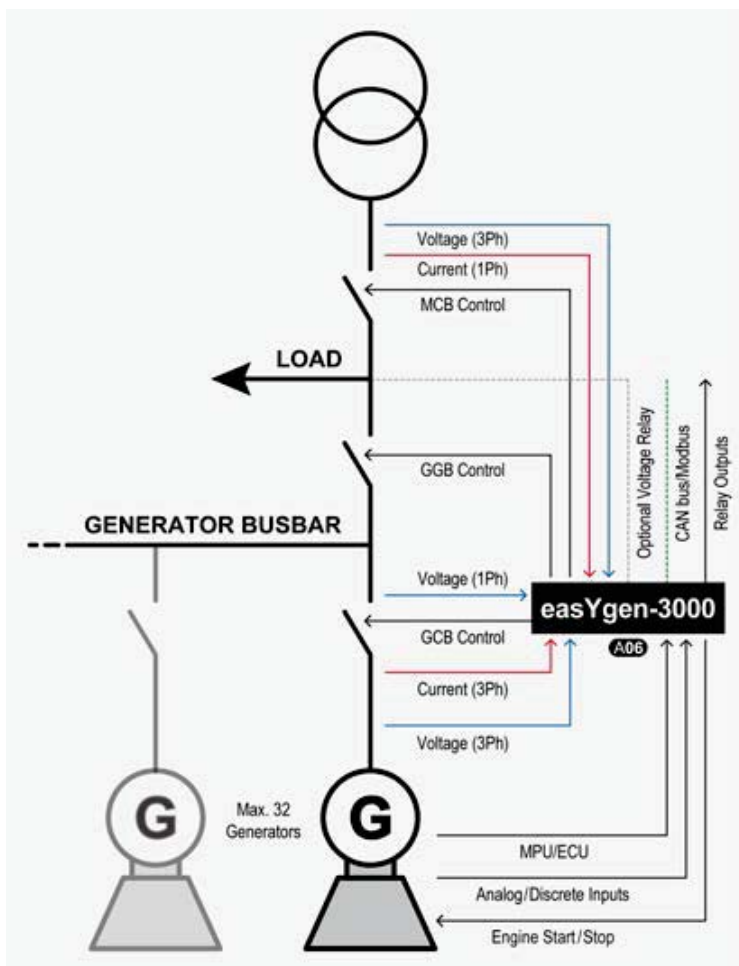 Voltage (3Ph)
Current (1Ph)
MCB Control
LOAD
GGB Control
Optional Voltage Relay
CAN bus/Modbus
Relay Outputs
GENERATOR BUSBAR
Voltage (1Ph)
easYgen-3000
GCB Control
A06
Current (3Ph)
Voltage (3Ph)
G
Max. 32
Generators
G
MPU/ECU
Analog/Discrete Inputs
Engine Start/Stop